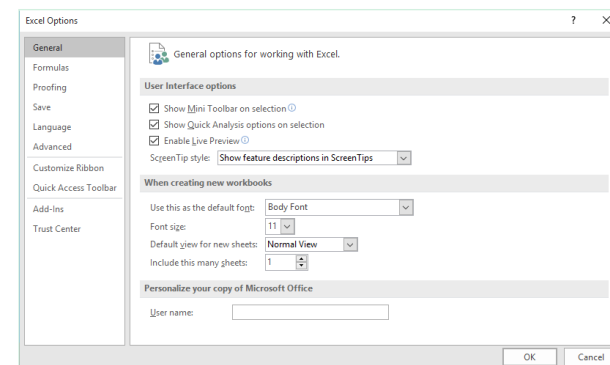 Excel Options ? X
General
Formulas
Proofing
Save
Language
Advanced
Customize Ribbon
Quick Access Toolbar
Add-Ins
Trust Center
General options for working with Excel.
User Interface options
Show Mini Toolbar on selection
Show Quick Analysis options on selection
Enable Live Preview
ScreenTip style: Show feature descriptions in ScreenTips
When creating new workbooks
Use this as the default font: Body Font
Font size: 11
Default view for new sheets: Normal View
Include this many sheets: 1
Personalize your copy of Microsoft Office
User name:
OK Cancel